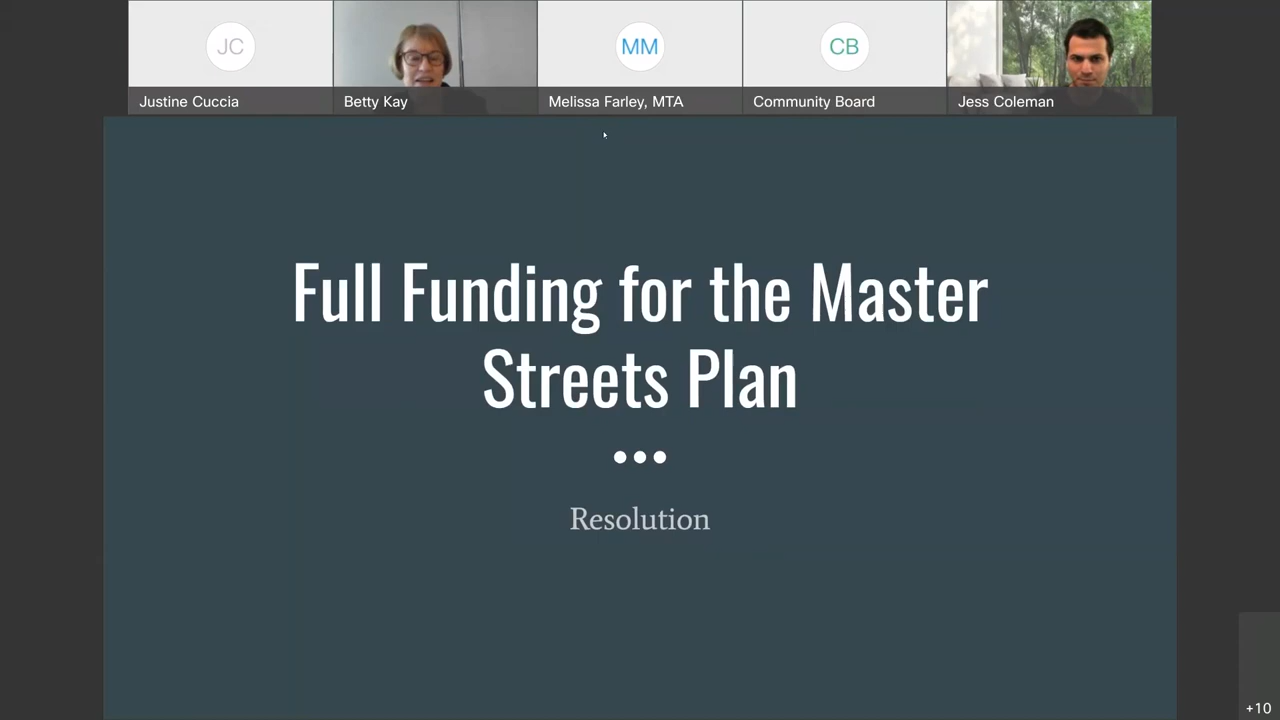 JC
MM
CB
Justine Cuccia
Betty Kay
Melissa Farley, MTA
Community Board
Jess Coleman
Full Funding for the Master
Streets Plan
Resolution
+10